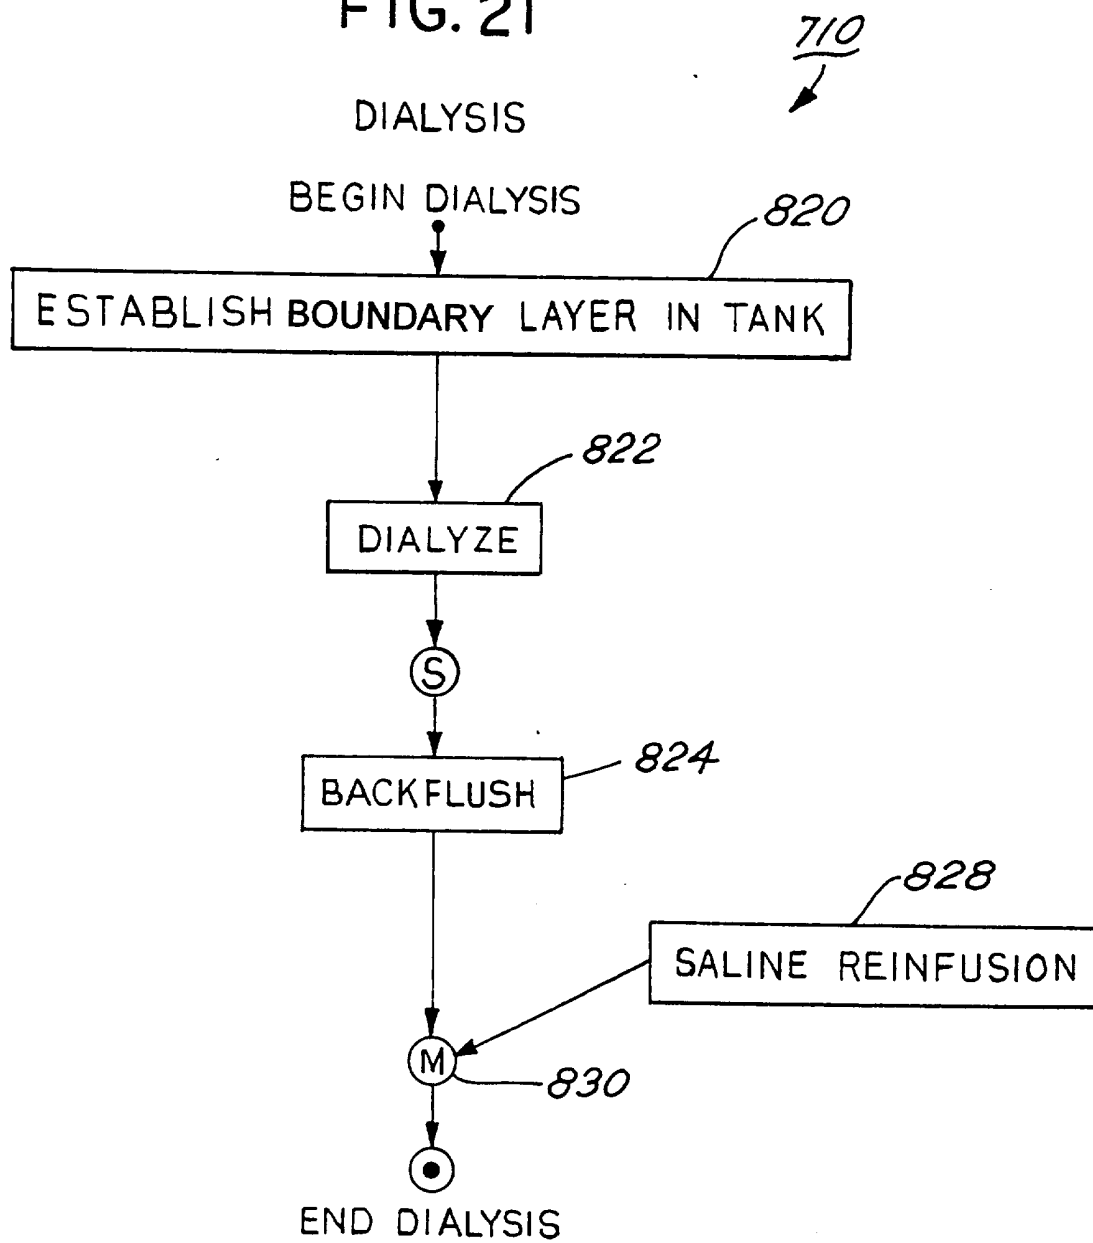 FIG. 21
710
DIALYSIS
BEGIN DIALYSIS
820
ESTABLISH BOUNDARY LAYER IN TANK
822
DIALYZE
S
824
BACKFLUSH
828
SALINE REINFUSION
M
830
END DIALYSIS